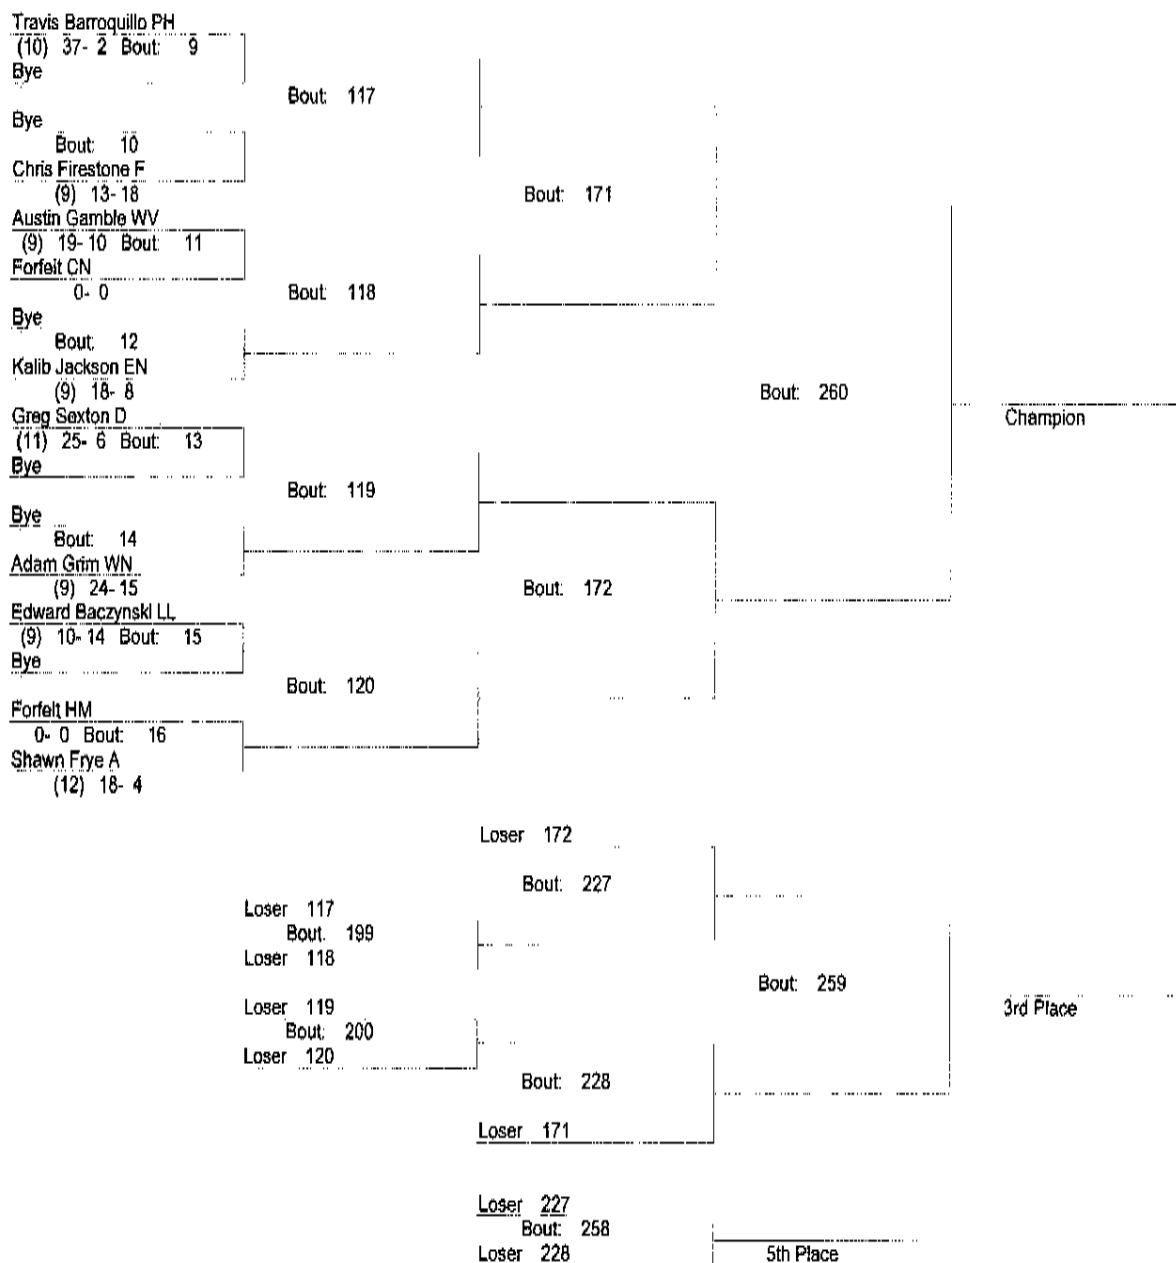 Travis Barroquillo PH
(10) 37- 2 Bout: 9
Bye
Bye
Bout: 10
Chris Firestone F
(9) 13- 18
Austin Gamble WV
(9) 19- 10 Bout: 11
Forfeit CN
0- 0
Bye
Bout: 12
Kalib Jackson EN
(9) 18- 8
Greg Sexton D
(11) 25- 6 Bout: 13
Bye
Bye
Bout: 14
Adam Grim WN
(9) 24- 15
Edward Baczynski LL
(9) 10- 14 Bout: 15
Bye
Forfeit HM
0- 0 Bout: 16
Shawn Frye A
(12) 18- 4
Bout: 117
Bout: 118
Bout: 119
Bout: 120
Bout: 171
Bout: 172
Bout: 260
Champion
Loser 172
Bout: 227
Loser 117
Bout: 199
Loser 118
Loser 119
Bout: 200
Loser 120
Bout: 228
Loser 171
Bout: 259
3rd Place
Loser 227
Bout: 258
Loser 228
5th Place